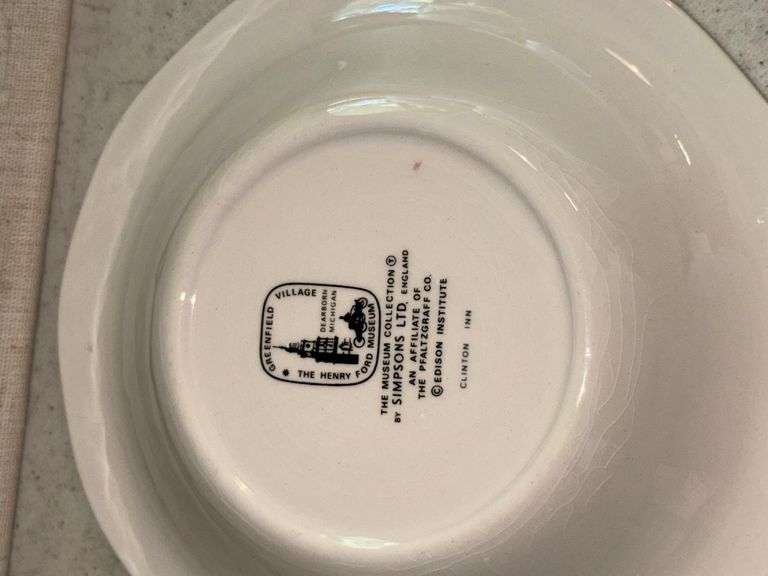 GREENFIELD VILLAGE
DEARBORN
MICHIGAN
THE HENRY FORD MUSEUM
THE MUSEUM COLLECTION Ⓣ
BY SIMPSONS LTD, ENGLAND
AN AFFILIATE OF
THE PFALTZGRAFF CO.
© EDISON INSTITUTE
CLINTON INN